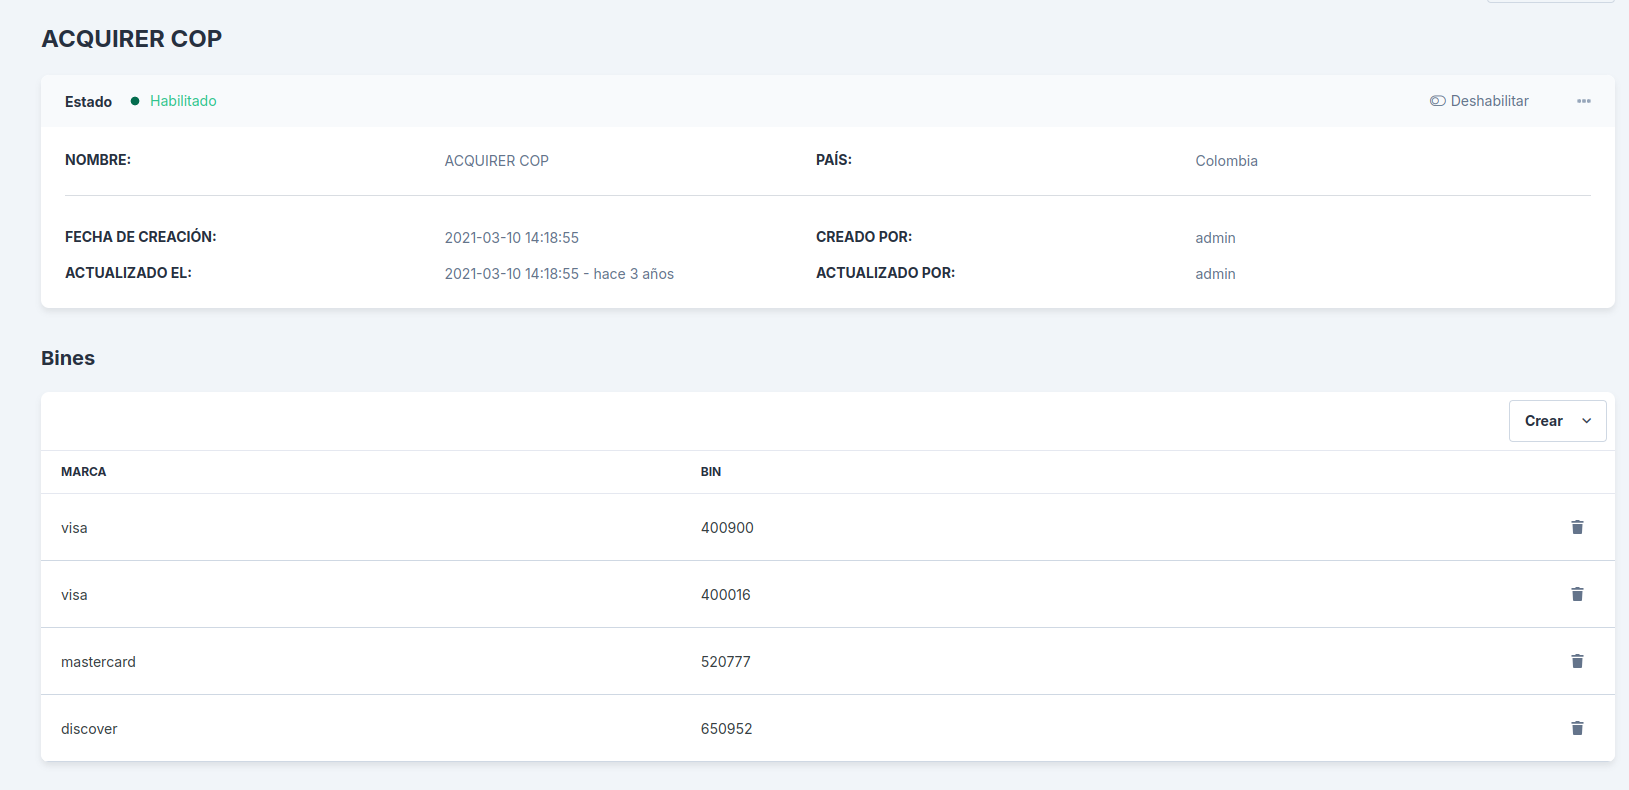 ACQUIRER COP
Estado Habilitado Deshabilitar
NOMBRE: ACQUIRER COP PAÍS: Colombia
FECHA DE CREACIÓN: 2021-03-10 14:18:55 CREADO POR: admin
ACTUALIZADO EL: 2021-03-10 14:18:55 - hace 3 años ACTUALIZADO POR: admin
Bines
Crear
MARCA BIN
visa 400900
visa 400016
mastercard 520777
discover 650952